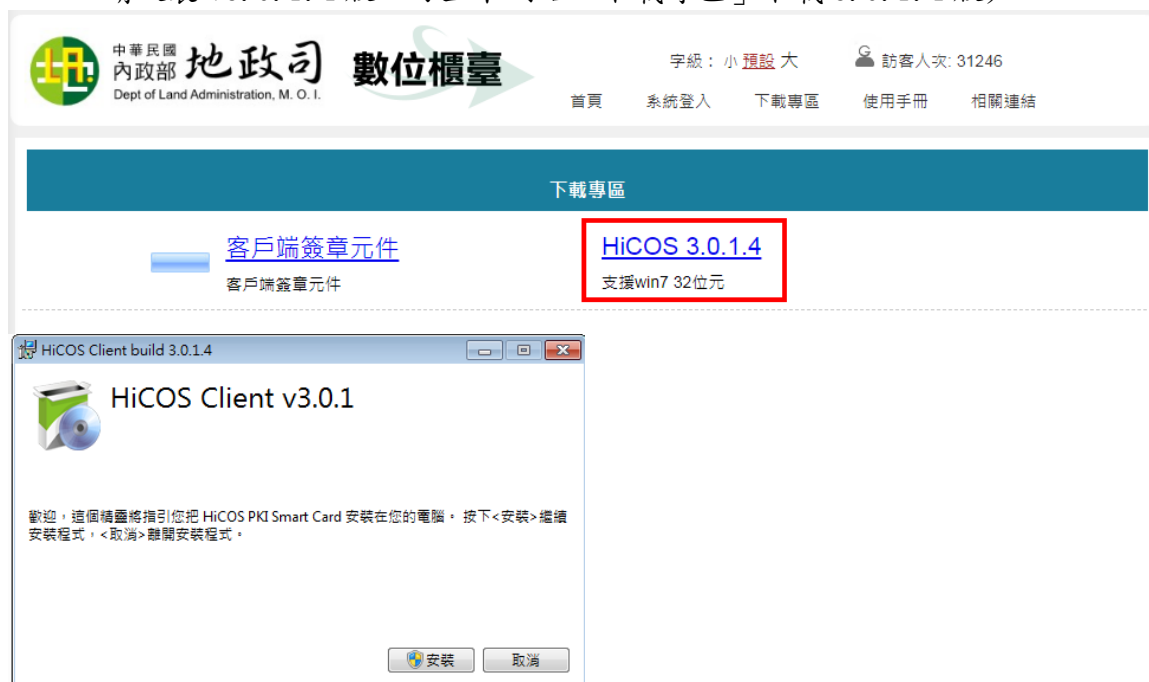 下載專區」下載
中華民國
內政部 地政司
Dept of Land Administration, M. O. I.
數位櫃臺
字級： 小 預設 大
訪客人次: 31246
首頁 系統登入 下載專區 使用手冊 相關連結
下載專區
客戶端簽章元件
客戶端簽章元件
HiCOS 3.0.1.4
支援win7 32位元
HiCOS Client build 3.0.1.4
HiCOS Client v3.0.1
歡迎，這個精靈將指引您把 HiCOS PKI Smart Card 安裝在您的電腦。 按下<安裝>繼續
安裝程式，<取消>離開安裝程式。
安裝 取消